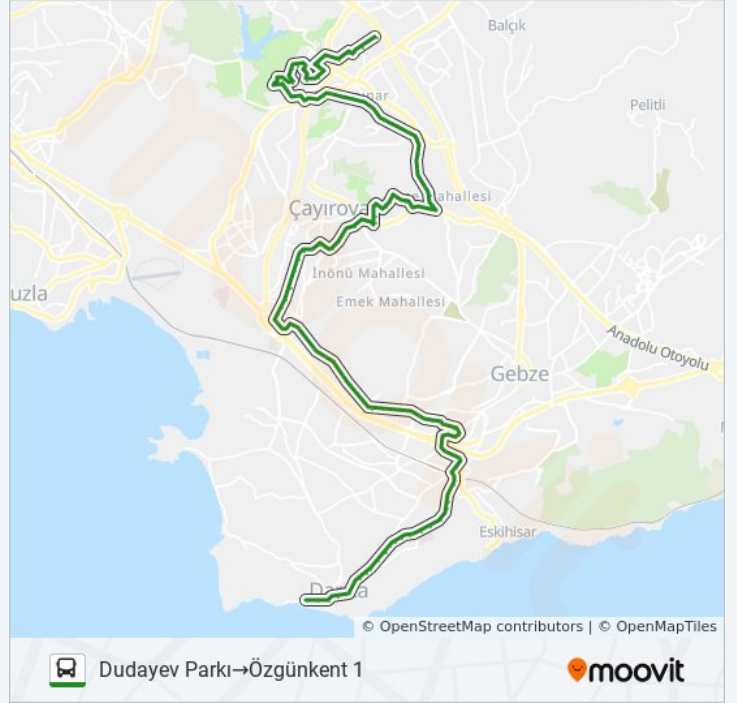 Balçık
Pelitli
Çayırova
Mahallesi
İnönü Mahallesi
uzla
Emek Mahallesi
Anadolu Otoyolu
Gebze
Eskihisar
© OpenStreetMap contributors | © OpenMapTiles
Dudayev Parkı→Özgünkent 1
moovit